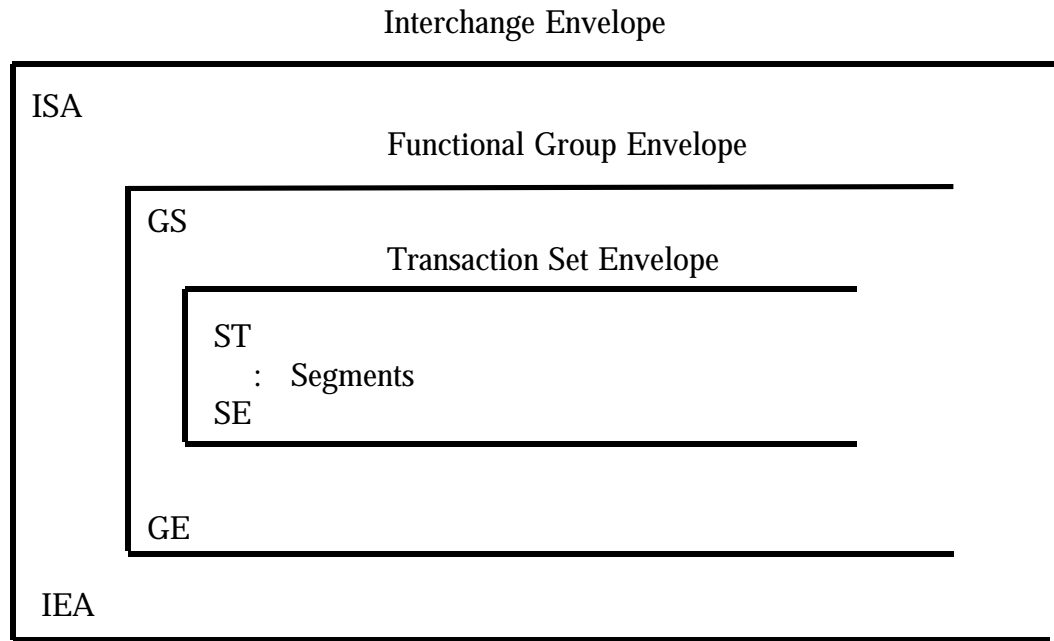 Interchange Envelope
ISA
Functional Group Envelope
GS
Transaction Set Envelope
ST
: Segments
SE
GE
IEA